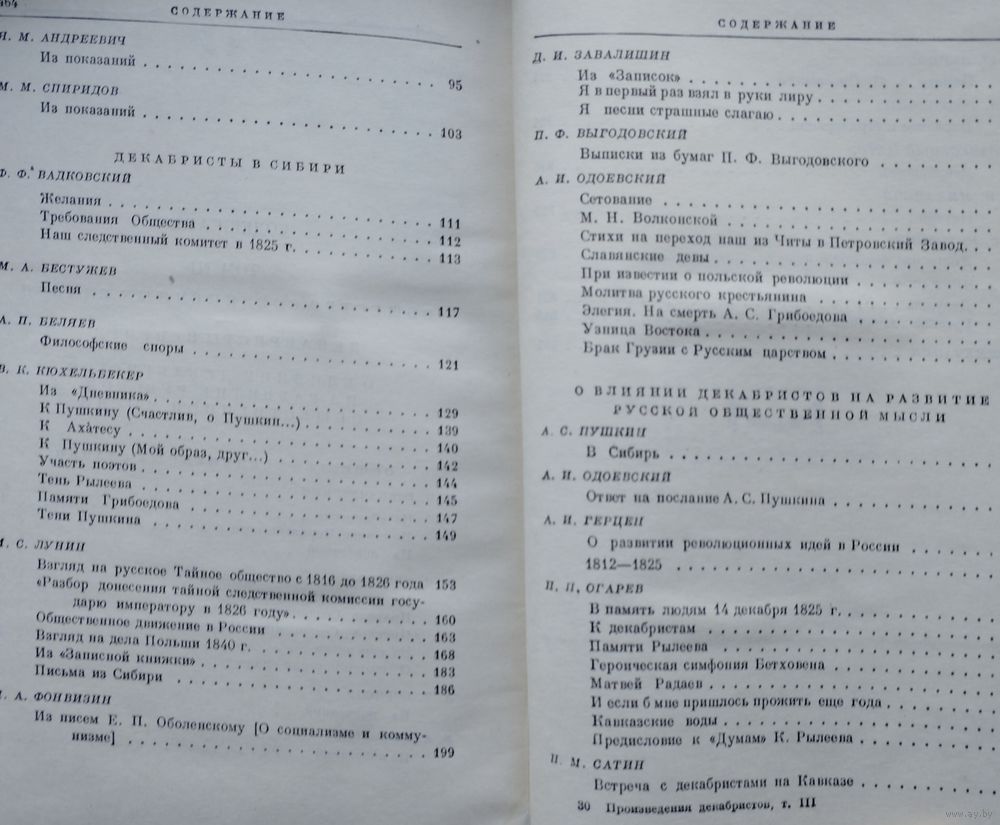 СОДЕРЖАНИЕ
Я. М. АНДРЕЕВИЧ
Из показаний . . . . . . . . . . . . . . . . 95
М. М. СПИРИДОВ
Из показаний . . . . . . . . . . . . . . . . 103
ДЕКАБРИСТЫ В СИБИРИ
Ф. Ф. ВАДКОВСКИЙ
Желания . . . . . . . . . . . . . . . . 111
Требования Общества . . . . . . . . . . . . 112
Наш следственный комитет в 1825 г. . . . . . . . . 113
М. А. БЕСТУЖЕВ
Песня . . . . . . . . . . . . . . . . 117
А. П. БЕЛЯЕВ
Философские споры . . . . . . . . . . . . 121
В. К. КЮХЕЛЬБЕКЕР
Из «Дневника» . . . . . . . . . . . . . . 129
К Пушкину (Счастлив, о Пушкин...) . . . . . . . 139
К Ахатесу . . . . . . . . . . . . . . . . 140
К Пушкину (Мой образ, друг...) . . . . . . . . 142
Участь поэтов . . . . . . . . . . . . . . 144
Тень Рылеева . . . . . . . . . . . . . . 145
Памяти Грибоедова . . . . . . . . . . . . 147
Тени Пушкина . . . . . . . . . . . . . . 149
М. С. ЛУНИН
Взгляд на русское Тайное общество с 1816 до 1826 года 153
«Разбор донесения тайной следственной комиссии госу-
дарю императору в 1826 году» . . . . . . . . 160
Общественное движение в России . . . . . . . . 163
Взгляд на дела Польши 1840 г. . . . . . . . . . 168
Из «Записной книжки» . . . . . . . . . . . . 183
Письма из Сибири . . . . . . . . . . . . 186
М. А. ФОНВИЗИН
Из писем Е. П. Оболенскому [О социализме и комму-
низме] . . . . . . . . . . . . . . . . 199
СОДЕРЖАНИЕ
Д. И. ЗАВАЛИШИН
Из «Записок» . . . . . . . . . . . .
Я в первый раз взял в руки лиру . . . . . . . .
Я песни страшные слагаю . . . . . . . . . .
П. Ф. ВЫГОДОВСКИЙ
Выписки из бумаг П. Ф. Выгодовского . . . . . .
А. И. ОДОЕВСКИЙ
Сетование . . . . . . . . . . . . . .
М. Н. Волконской . . . . . . . . . . . .
Стихи на переход наш из Читы в Петровский Завод. . .
Славянские девы . . . . . . . . . . . .
При известии о польской революции . . . . . . .
Молитва русского крестьянина . . . . . . . .
Элегия. На смерть А. С. Грибоедова . . . . . . .
Узница Востока . . . . . . . . . . . .
Брак Грузии с Русским царством . . . . . . . .
О ВЛИЯНИИ ДЕКАБРИСТОВ НА РАЗВИТИЕ
РУССКОЙ ОБЩЕСТВЕННОЙ МЫСЛИ
А. С. ПУШКИН
В Сибирь . . . . . . . . . . . . . .
А. И. ОДОЕВСКИЙ
Ответ на послание А. С. Пушкина . . . . . . . .
А. И. ГЕРЦЕН
О развитии революционных идей в России . . . . .
1812—1825 . . . . . . . . . . . . . .
Н. П. ОГАРЕВ
В память людям 14 декабря 1825 г. . . . . . . .
К декабристам . . . . . . . . . . . . .
Памяти Рылеева . . . . . . . . . . . .
Героическая симфония Бетховена . . . . . . . .
Матвей Радаев . . . . . . . . . . . . .
И если б мне пришлось прожить еще года . . . . .
Кавказские воды . . . . . . . . . . . .
Предисловие к «Думам» К. Рылеева . . . . . . .
Н. М. САТИН
Встреча с декабристами на Кавказе . . . . . . .
30 Произведения декабристов, т. III
www.ay.by